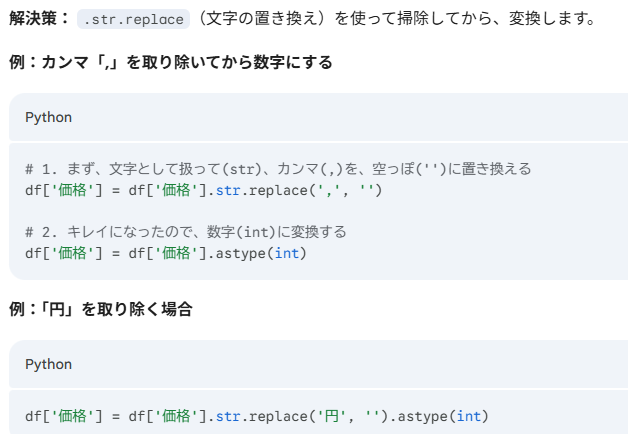 解決策： .str.replace （文字の置き換え）を使って掃除してから、変換します。
例：カンマ「,」を取り除いてから数字にする
Python
# 1. まず、文字として扱って(str)、カンマ(,)を、空っぽ('')に置き換える
df['価格'] = df['価格'].str.replace(',', '')
# 2. キレイになったので、数字(int)に変換する
df['価格'] = df['価格'].astype(int)
例：「円」を取り除く場合
Python
df['価格'] = df['価格'].str.replace('円', '').astype(int)